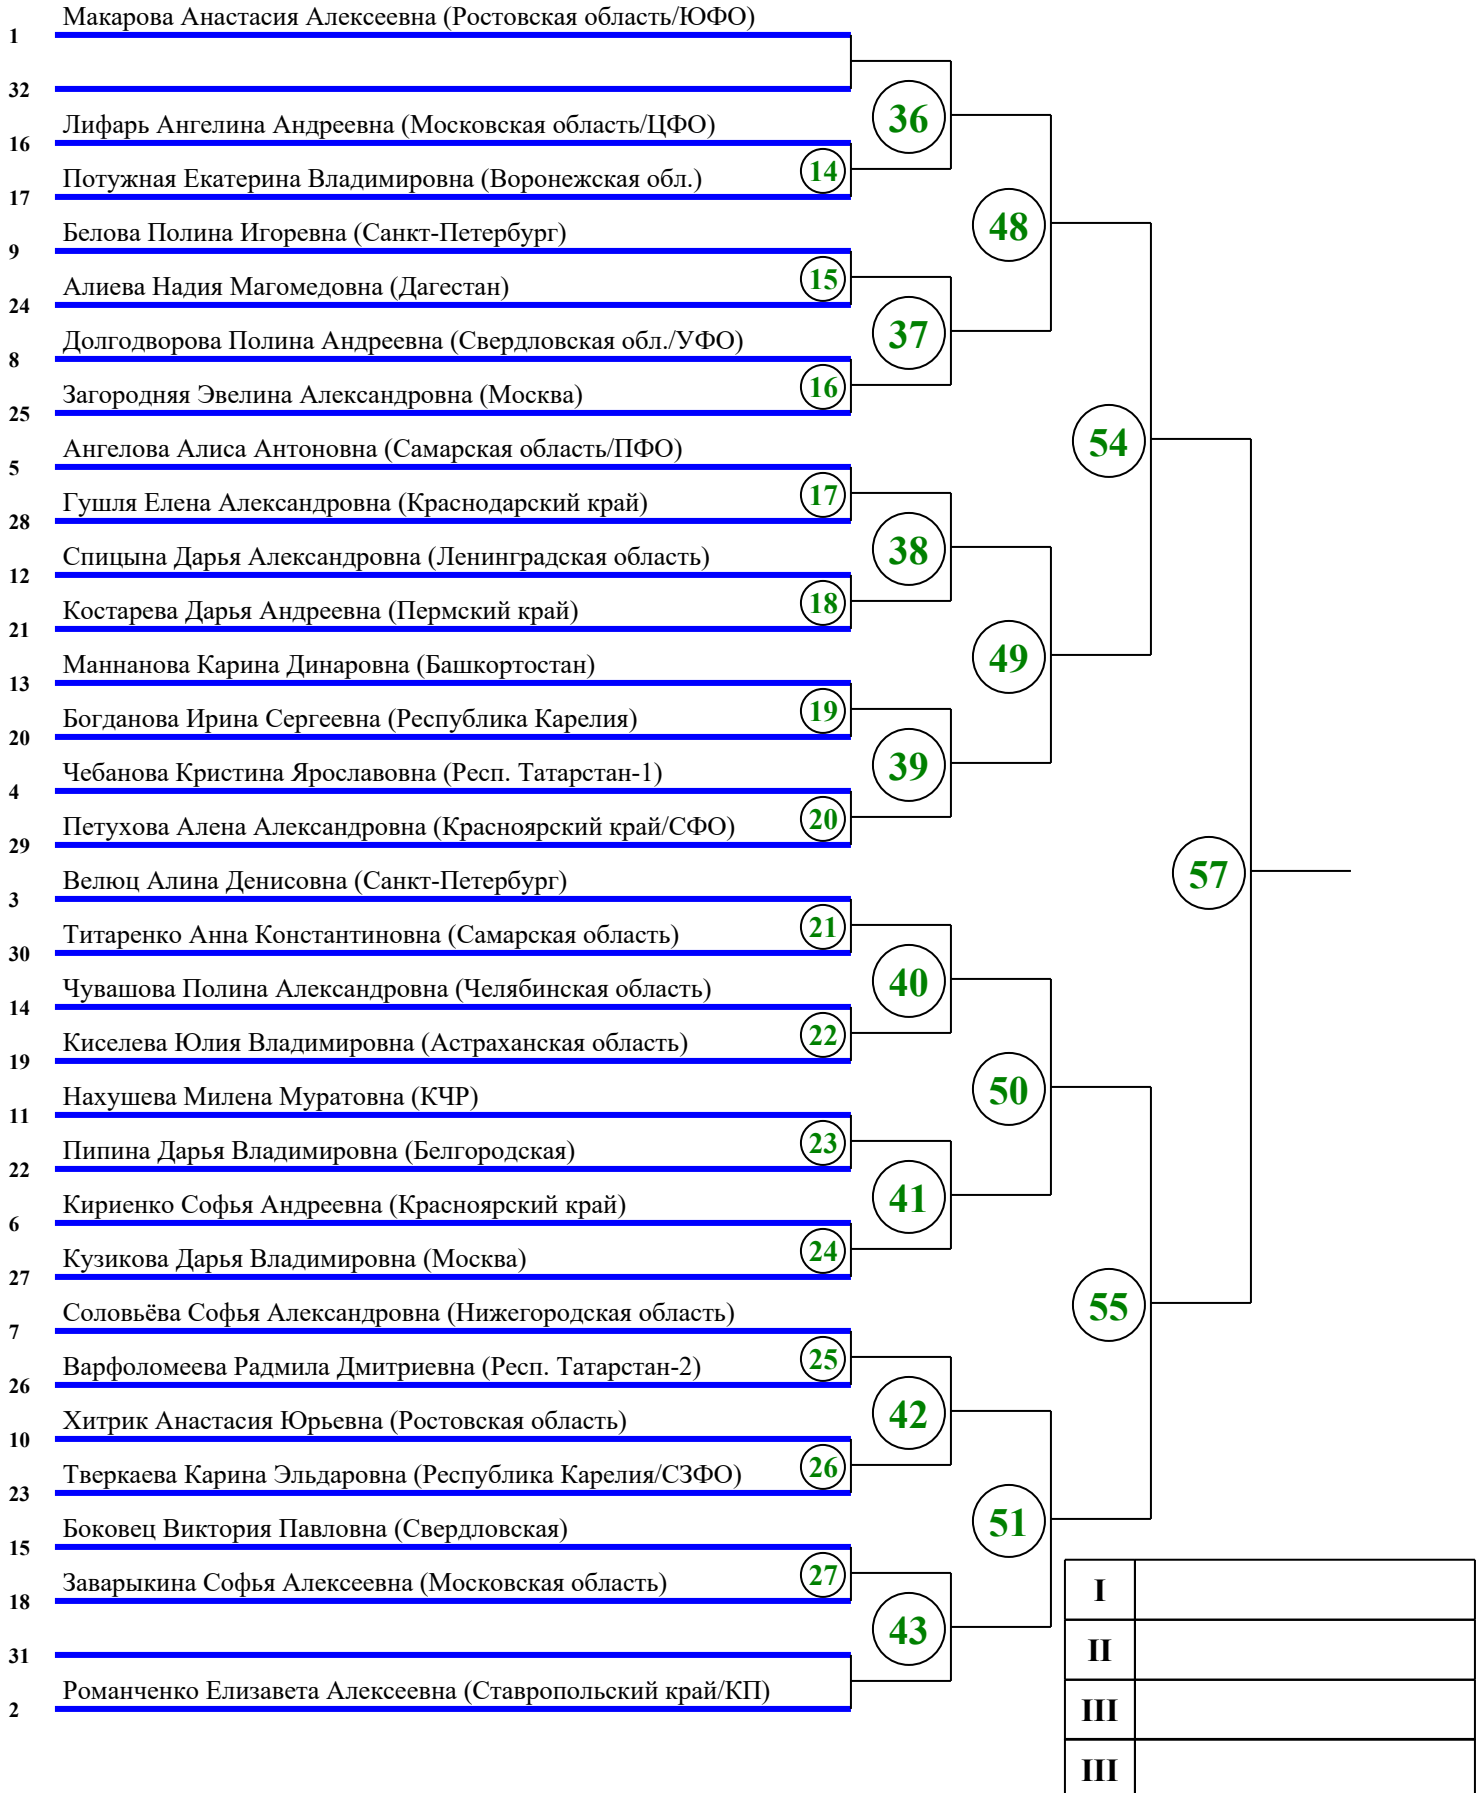 Макарова Анастасия Алексеевна (Ростовская область/ЮФО)
1
32
36
Лифарь Ангелина Андреевна (Московская область/ЦФО)
16
14
Потужная Екатерина Владимировна (Воронежская обл.)
17
48
Белова Полина Игоревна (Санкт-Петербург)
9
15
Алиева Надия Магомедовна (Дагестан)
24
37
Долгодворова Полина Андреевна (Свердловская обл./УФО)
8
16
Загородняя Эвелина Александровна (Москва)
25
54
Ангелова Алиса Антоновна (Самарская область/ПФО)
5
17
Гушля Елена Александровна (Краснодарский край)
28
38
Спицына Дарья Александровна (Ленинградская область)
12
18
Костарева Дарья Андреевна (Пермский край)
21
49
Маннанова Карина Динаровна (Башкортостан)
13
19
Богданова Ирина Сергеевна (Республика Карелия)
20
39
Чебанова Кристина Ярославовна (Респ. Татарстан-1)
4
20
Петухова Алена Александровна (Красноярский край/СФО)
29
57
Велюц Алина Денисовна (Санкт-Петербург)
3
21
Титаренко Анна Константиновна (Самарская область)
30
40
Чувашова Полина Александровна (Челябинская область)
14
22
Киселева Юлия Владимировна (Астраханская область)
19
50
Нахушева Милена Муратовна (КЧР)
11
23
Пипина Дарья Владимировна (Белгородская)
22
41
Кириенко Софья Андреевна (Красноярский край)
6
24
Кузикова Дарья Владимировна (Москва)
27
55
Соловьёва Софья Александровна (Нижегородская область)
7
25
Варфоломеева Радмила Дмитриевна (Респ. Татарстан-2)
26
42
Хитрик Анастасия Юрьевна (Ростовская область)
10
26
Тверкаева Карина Эльдаровна (Республика Карелия/СЗФО)
23
51
Боковец Виктория Павловна (Свердловская)
15
27
Заварыкина Софья Алексеевна (Московская область)
18
43
31
Романченко Елизавета Алексеевна (Ставропольский край/КП)
2
I
II
III
III